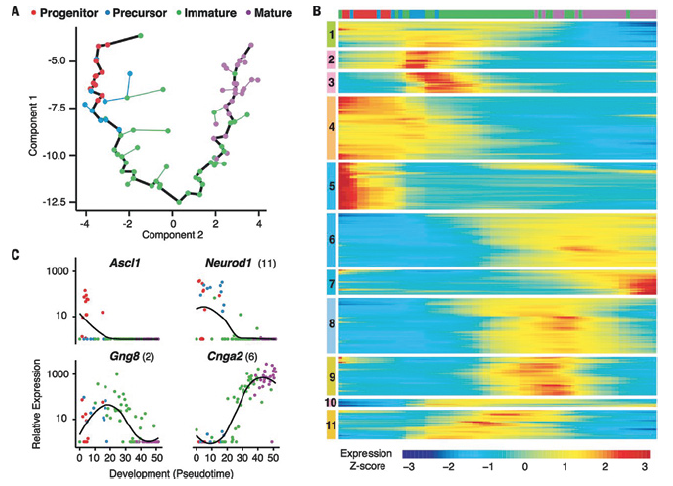 A
Progenitor Precursor Immature Mature
-5.0
-7.5
-10.0
-12.5
Component 1
-4 -2 0 2 4
Component 2
B
1
2
3
4
5
6
7
8
9
10
11
Expression
Z-score
-3 -2 -1 0 1 2 3
C
Ascl1
Neurod1 (11)
1000
10
Gng8 (2)
Cnga2 (6)
1000
10
Relative Expression
0 10 20 30 40 50
0 10 20 30 40 50
Development (Pseudotime)